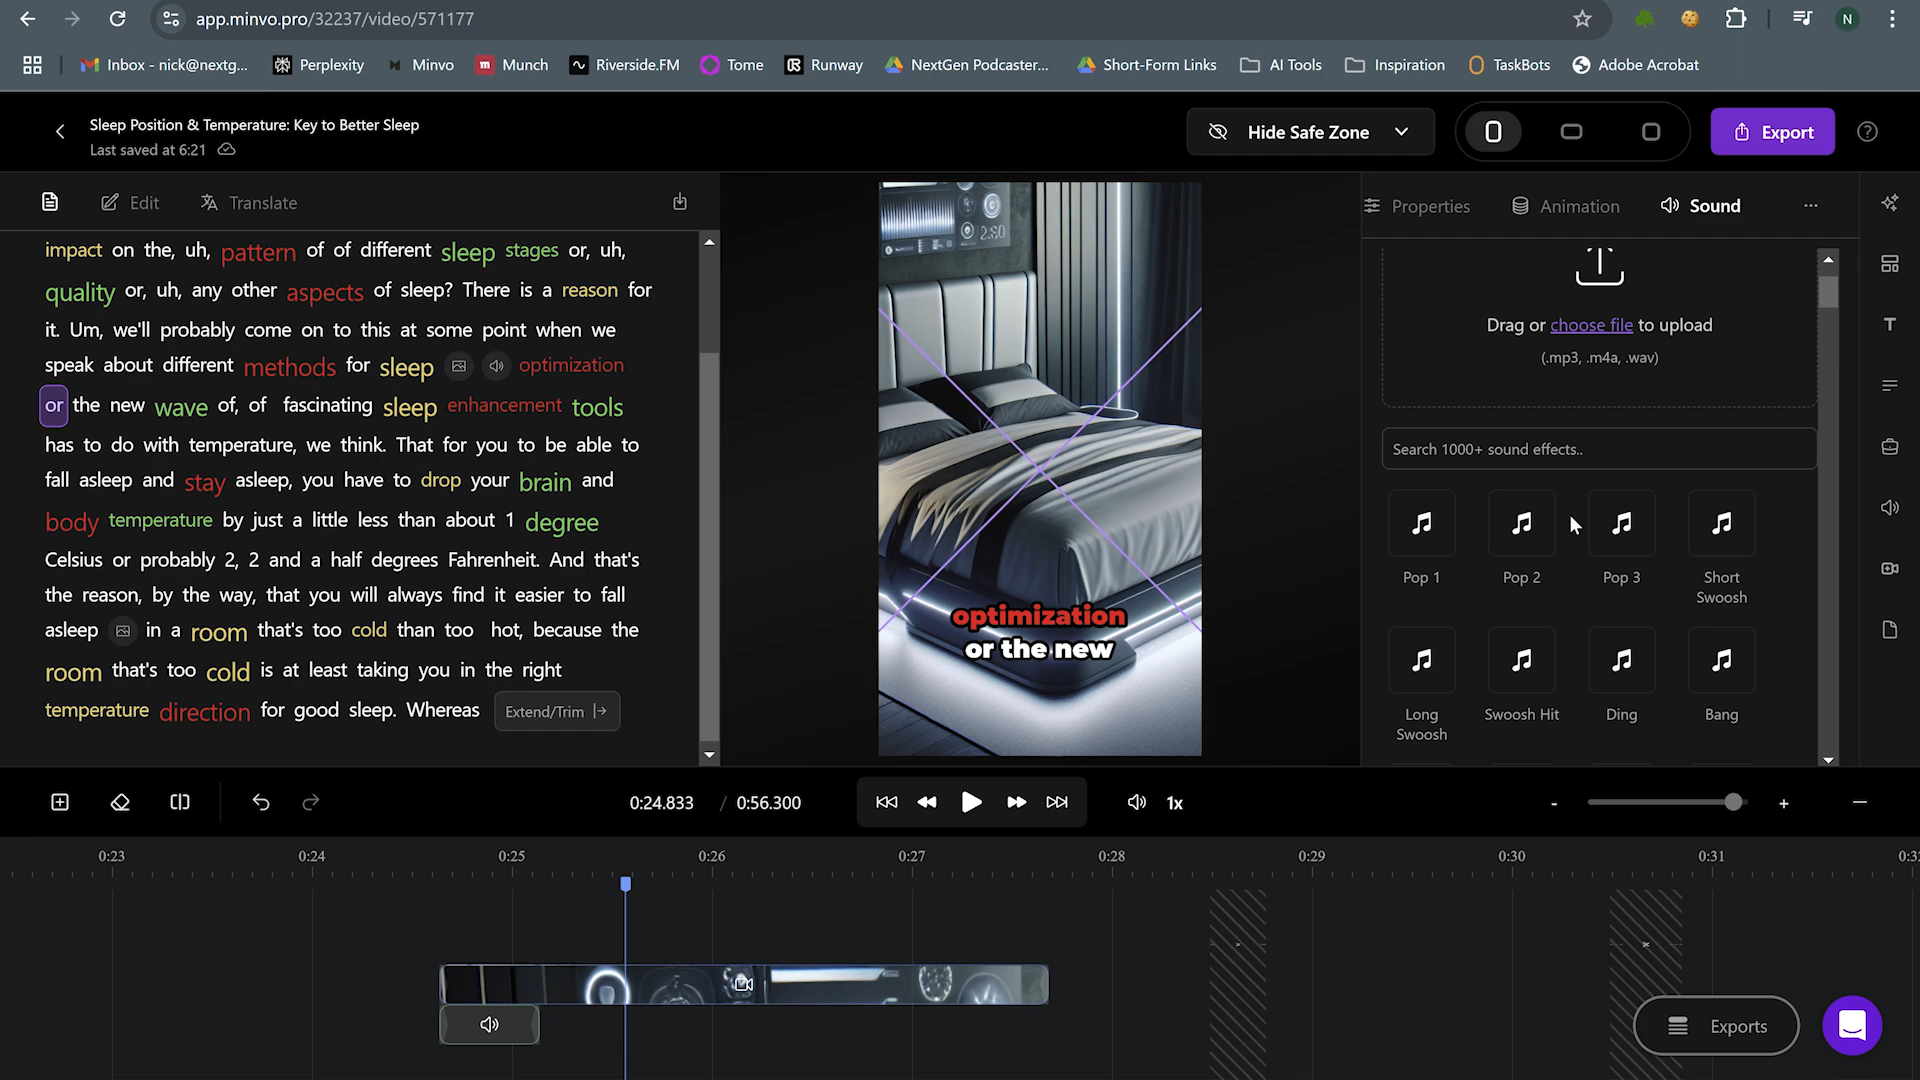 app.minvo.pro/32237/video/571177
N
Inbox - nick@nextg...
Perplexity
Minvo
Munch
Riverside.FM
Tome
Runway
NextGen Podcaster...
Short-Form Links
AI Tools
Inspiration
TaskBots
Adobe Acrobat
Sleep Position & Temperature: Key to Better Sleep
Last saved at 6:21
Hide Safe Zone
Export
Edit
Translate
Properties
Animation
Sound
impact on the, uh, pattern of of different sleep stages or, uh,
quality or, uh, any other aspects of sleep? There is a reason for
it. Um, we'll probably come on to this at some point when we
speak about different methods for sleep optimization
or the new wave of, of fascinating sleep enhancement tools
has to do with temperature, we think. That for you to be able to
fall asleep and stay asleep, you have to drop your brain and
body temperature by just a little less than about 1 degree
Celsius or probably 2, 2 and a half degrees Fahrenheit. And that's
the reason, by the way, that you will always find it easier to fall
asleep in a room that's too cold than too hot, because the
room that's too cold is at least taking you in the right
temperature direction for good sleep. Whereas Extend/Trim
2.80
optimization
or the new
Drag or choose file to upload
(.mp3, .m4a, .wav)
Search 1000+ sound effects..
Pop 1
Pop 2
Pop 3
Short Swoosh
Long Swoosh
Swoosh Hit
Ding
Bang
0:24.833 / 0:56.300
1x
- +
0:23 0:24 0:25 0:26 0:27 0:28 0:29 0:30 0:31
Exports